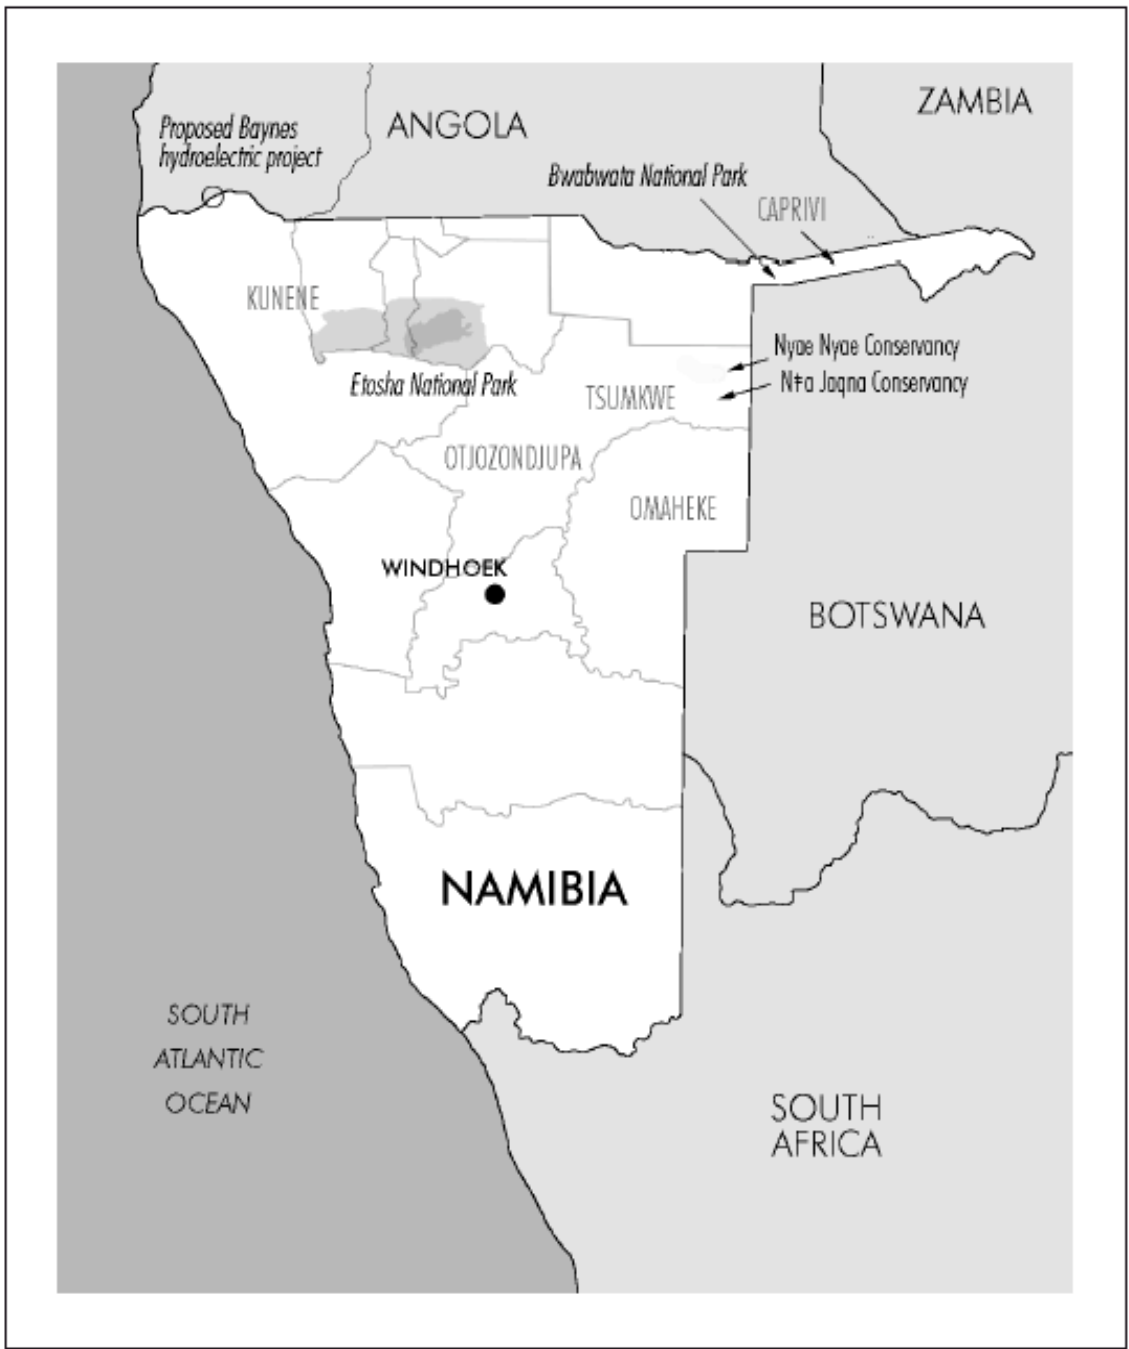 ZAMBIA
ANGOLA
Proposed Baynes
hydroelectric project
Bwabwata National Park
CAPRIVI
KUNENE
Nyae Nyae Conservancy
Etosha National Park
N‡a Jaqna Conservancy
TSUMKWE
OTJOZONDJUPA
OMAHEKE
WINDHOEK
BOTSWANA
NAMIBIA
SOUTH
ATLANTIC
OCEAN
SOUTH
AFRICA